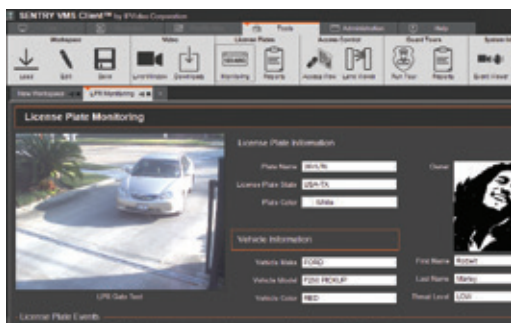 SENTRY VMS Client™ by IPVideo Corporation
Tools Administration Help
Workspace Video License Plates Access Control Guard Tours
Load Edit Save Live Window Downloads Monitoring Reports Access View Run Tour Reports Event Viewer
New Workspace LPR Monitoring
License Plate Monitoring
License Plate Information
Plate Name
Owner
License Plate State USA-TX
Plate Color White
Vehicle Information
Vehicle Make FORD
First Name Robert
Vehicle Model F250 PICKUP
Last Name Marley
Vehicle Color RED
Threat Level LOW
LPR Gate Test
License Plate Events